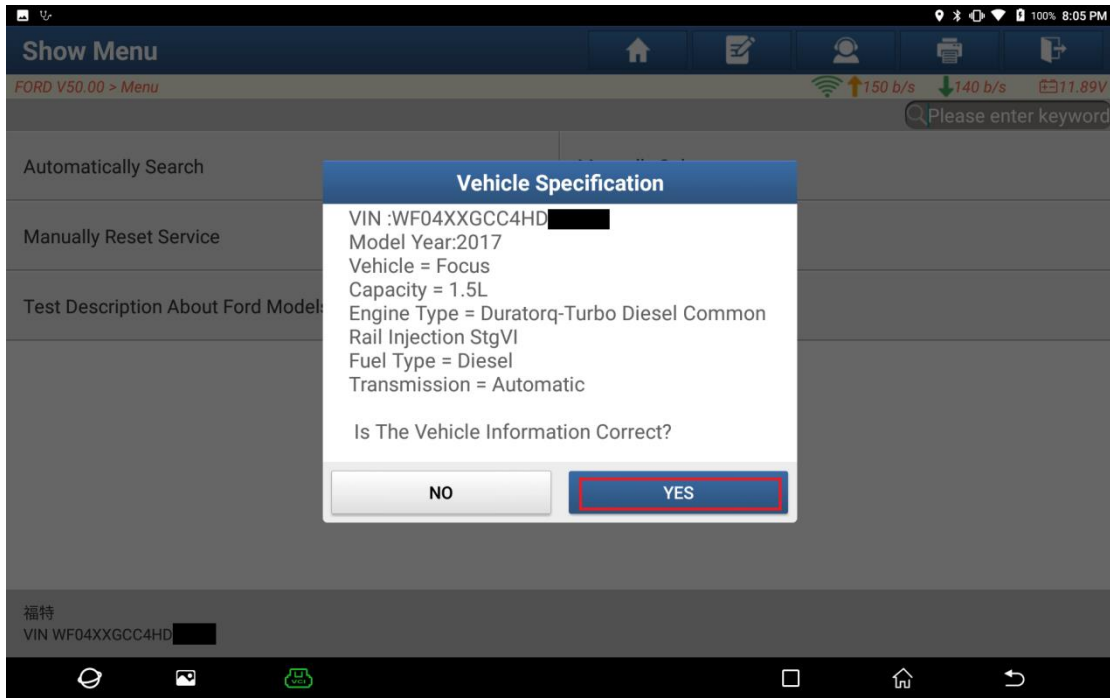 100% 8:05 PM
Show Menu
FORD V50.00 > Menu
150 b/s 140 b/s 11.89V
Please enter keyword
Automatically Search
Manually Reset Service
Test Description About Ford
Vehicle Specification
VIN :WF04XXGCC4HD
Model Year:2017
Vehicle = Focus
Capacity = 1.5L
Engine Type = Duratorq-Turbo Diesel Common
Rail Injection StgVI
Fuel Type = Diesel
Transmission = Automatic
Is The Vehicle Information Correct?
NO YES
福特
VIN WF04XXGCC4HD
VCI